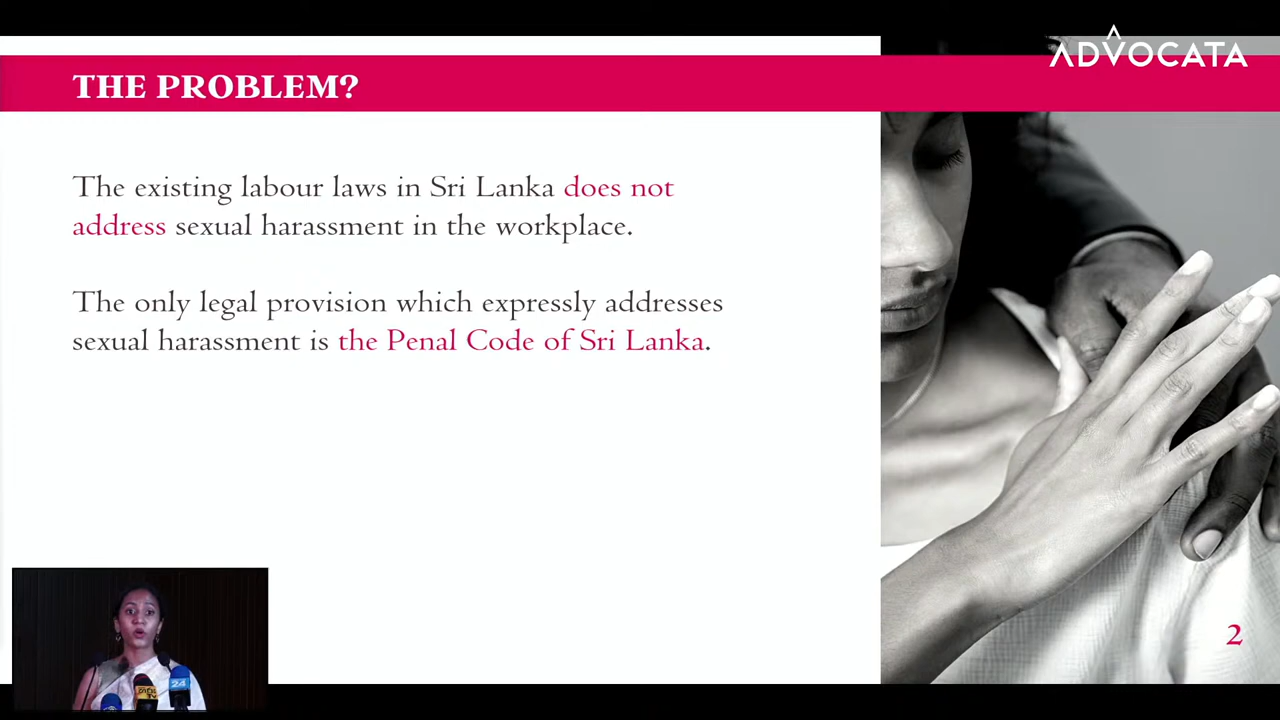 ADVOCATA
THE PROBLEM?
The existing labour laws in Sri Lanka does not
address sexual harassment in the workplace.
The only legal provision which expressly addresses
sexual harassment is the Penal Code of Sri Lanka.
2
24